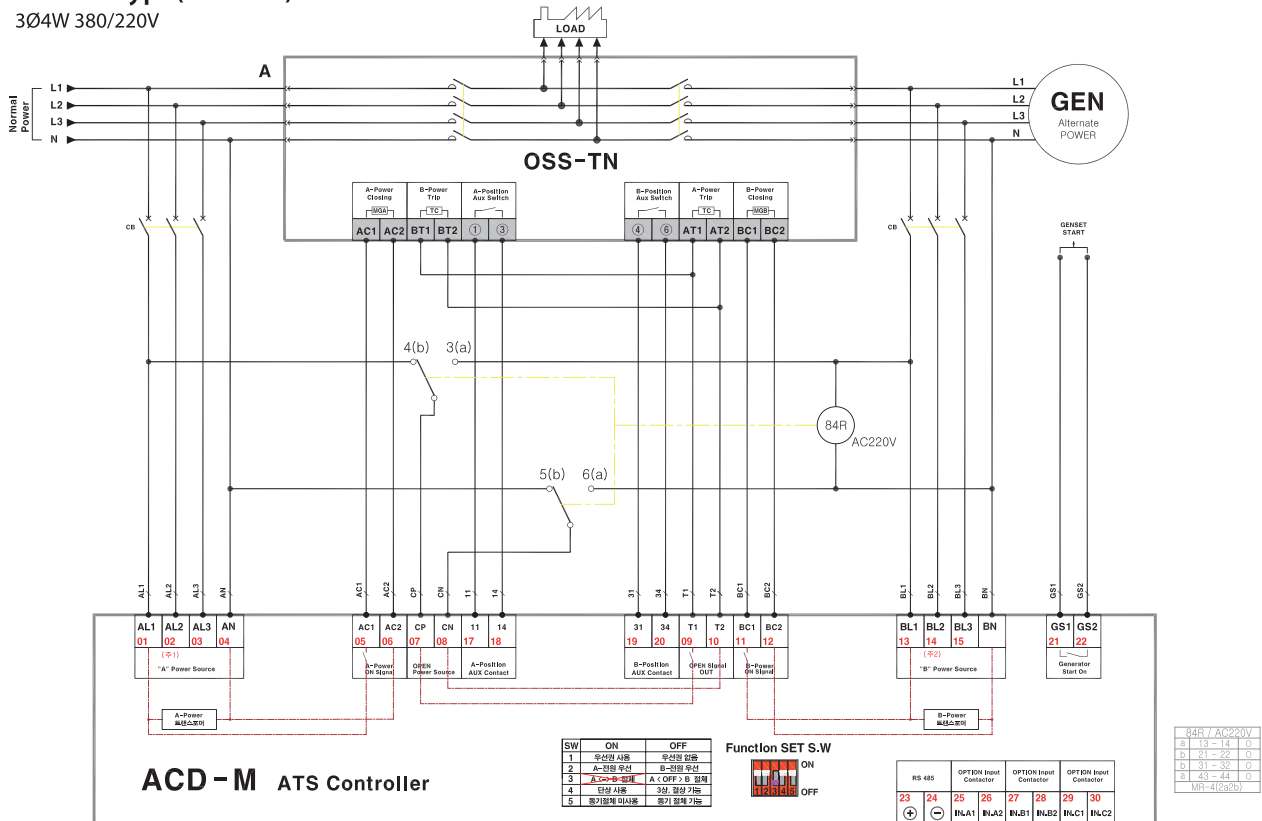 3Ø4W 380/220V
LOAD
A
Normal Power
L1
L2
L3
N
L1
L2
L3
N
GEN
Alternate
POWER
OSS-TN
A-Power Closing
B-Power Trip
A-Position Aux Switch
MGA
TC
AC1 AC2 BT1 BT2 ① ③
B-Position Aux Switch
A-Power Trip
B-Power Closing
TC
MGB
④ ⑥ AT1 AT2 BC1 BC2
CB
CB
GENSET
START
4(b) 3(a)
84R
AC220V
5(b) 6(a)
AL1 AL2 AL3 AN
AC1 AC2 CP CN 11 14
31 34 T1 T2 BC1 BC2
BL1 BL2 BL3 BN
GS1 GS2
AL1 AL2 AL3 AN
01 02 03 04
(주1)
"A" Power Source
AC1 AC2 CP CN 11 14
05 06 07 08 17 18
A-Power ON Signal
OPEN Power Source
A-Position AUX Contact
31 34 T1 T2 BC1 BC2
19 20 09 10 11 12
B-Position AUX Contact
OPEN Signal OUT
B-Power ON Signal
BL1 BL2 BL3 BN
13 14 15
(주2)
"B" Power Source
GS1 GS2
21 22
Generator Start On
A-Power
트랜스포머
B-Power
트랜스포머
ACD-M ATS Controller
SW ON OFF
1 우선권 사용 우선권 없음
2 A-전원 우선 B-전원 우선
3 A <-> B 절체 A < OFF > B 절체
4 단상 사용 3상, 결상 가능
5 동기절체 미사용 동기 절체 가능
Function SET S.W
ON
1 2 3 4 5
OFF
RS 485
OPTION Input Contactor
OPTION Input Contactor
OPTION Input Contactor
23 24 25 26 27 28 29 30
+ - IN.A1 IN.A2 IN.B1 IN.B2 IN.C1 IN.C2
84R / AC220V
a 13 - 14 O
b 21 - 22 O
b 31 - 32 O
a 43 - 44 O
MR-4(2a2b)